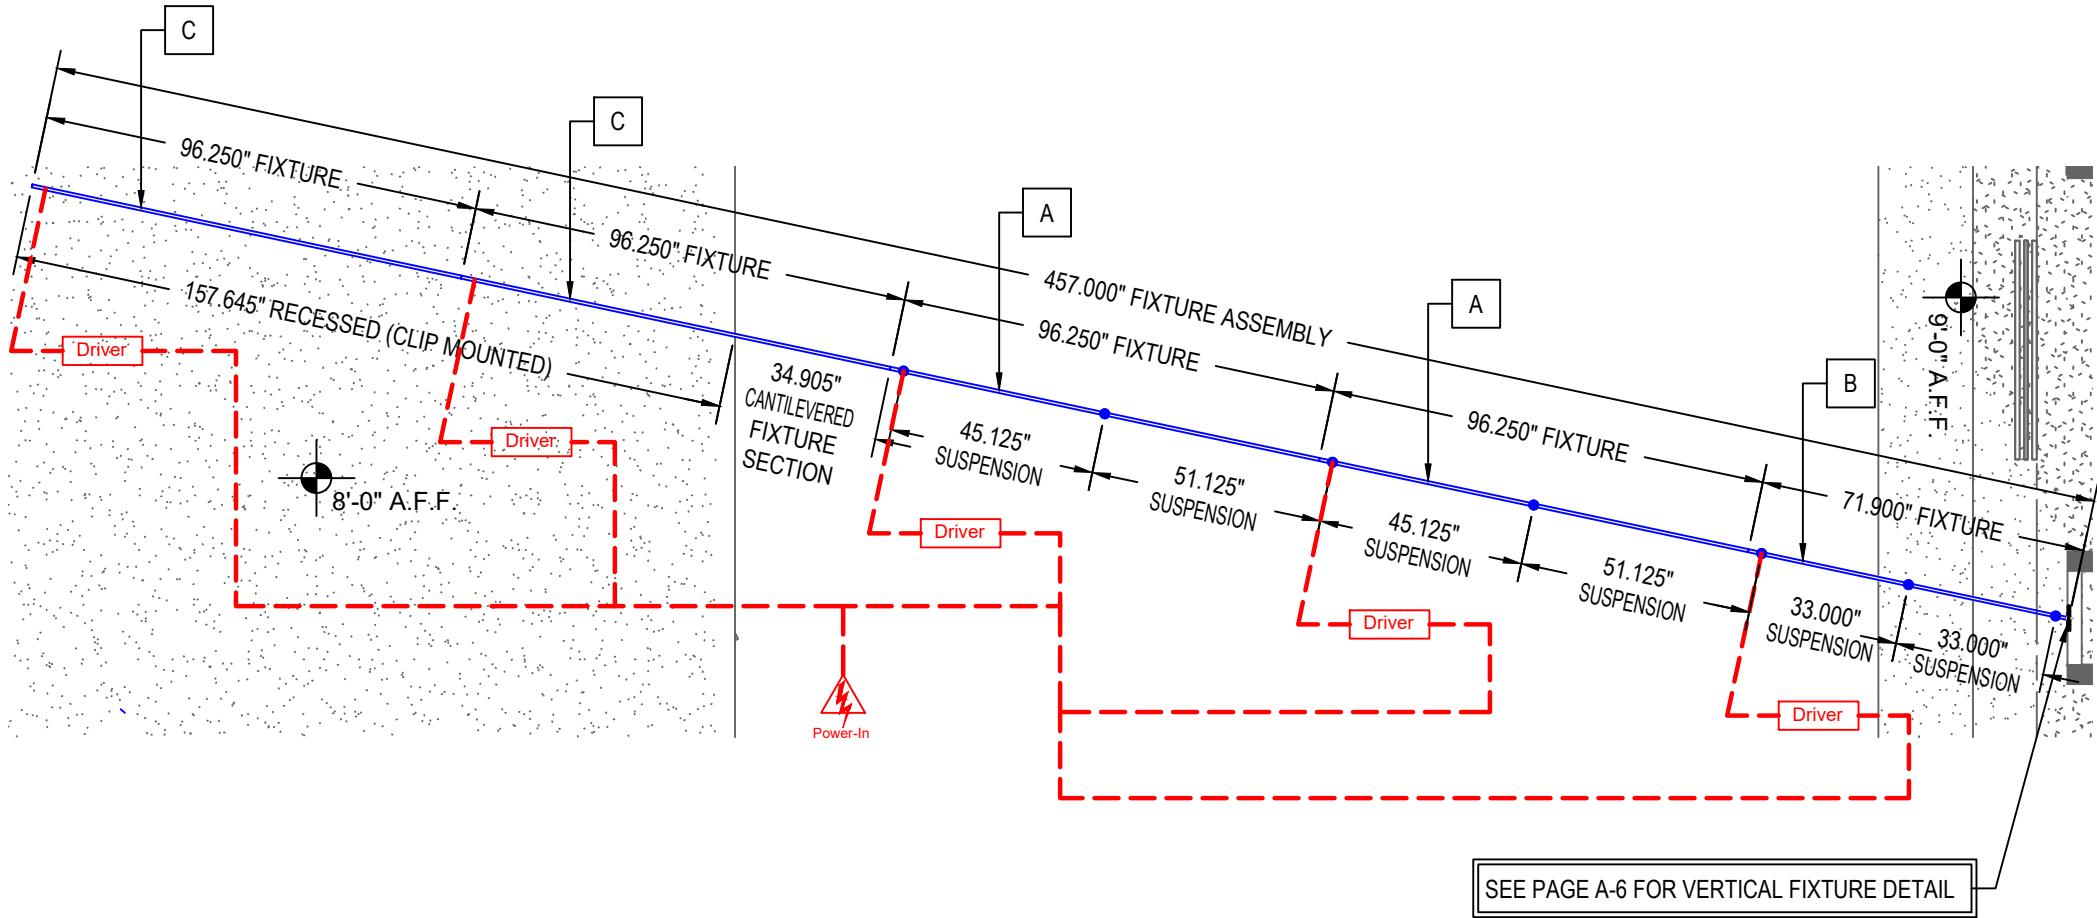 C
C
A
A
B
96.250" FIXTURE
96.250" FIXTURE
457.000" FIXTURE ASSEMBLY
96.250" FIXTURE
96.250" FIXTURE
71.900" FIXTURE
9'-0" A.F.F.
157.645" RECESSED (CLIP MOUNTED)
34.905"
CANTILEVERED
FIXTURE
SECTION
45.125"
SUSPENSION
51.125"
SUSPENSION
45.125"
SUSPENSION
51.125"
SUSPENSION
33.000"
SUSPENSION
33.000"
SUSPENSION
Driver
Driver
Driver
Driver
Driver
8'-0" A.F.F.
Power-In
SEE PAGE A-6 FOR VERTICAL FIXTURE DETAIL